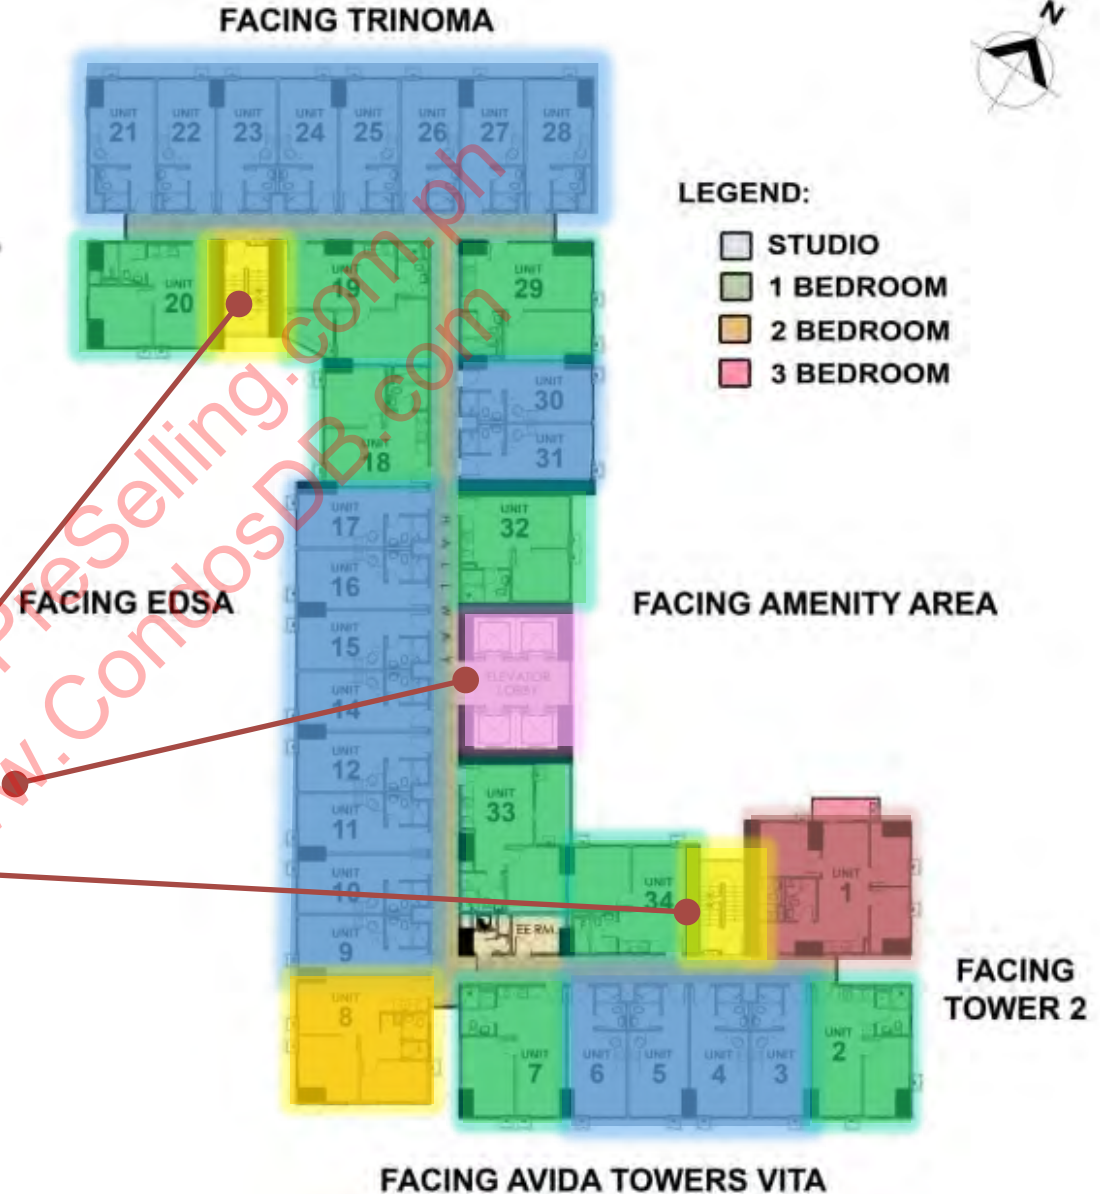 FACING TRINOMA
N
UNIT 21
UNIT 22
UNIT 23
UNIT 24
UNIT 25
UNIT 26
UNIT 27
UNIT 28
LEGEND:
STUDIO
1 BEDROOM
2 BEDROOM
3 BEDROOM
UNIT 20
UNIT 19
UNIT 29
UNIT 30
UNIT 31
UNIT 18
UNIT 17
UNIT 32
HALLWAY
UNIT 16
FACING EDSA
FACING AMENITY AREA
UNIT 15
ELEVATOR
LOBBY
UNIT 14
UNIT 12
UNIT 11
UNIT 33
UNIT 10
UNIT 34
UNIT 1
UNIT 9
EE RM.
FACING
TOWER 2
UNIT 8
UNIT 7
UNIT 6
UNIT 5
UNIT 4
UNIT 3
UNIT 2
FACING AVIDA TOWERS VITA
PreSelling.com.ph
w.CondosDB.com